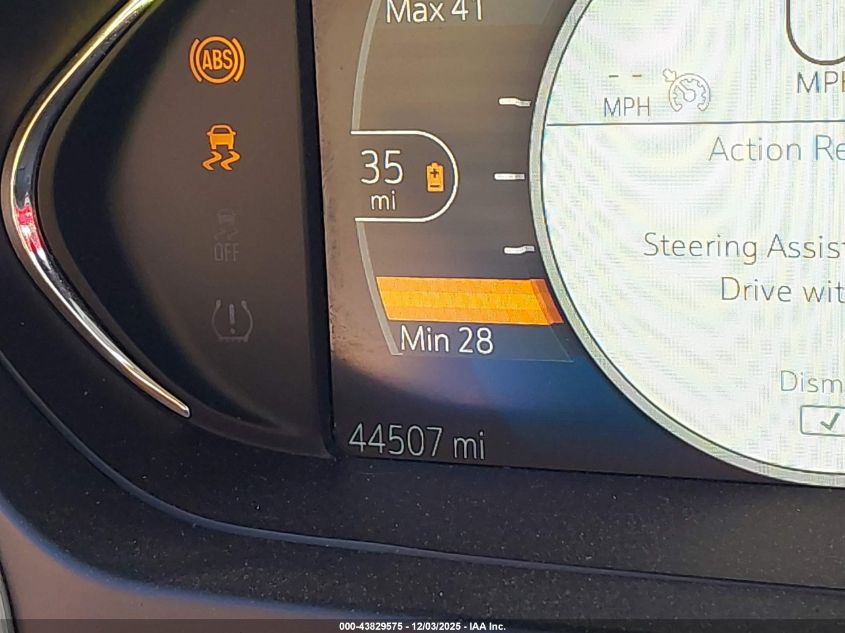 ABS
Max 41
MPH
MPH
Action Re
35
mi
OFF
Steering Assist
Drive wit
Min 28
Dism
44507 mi
000-43829575 - 12/03/2025 - IAA Inc.